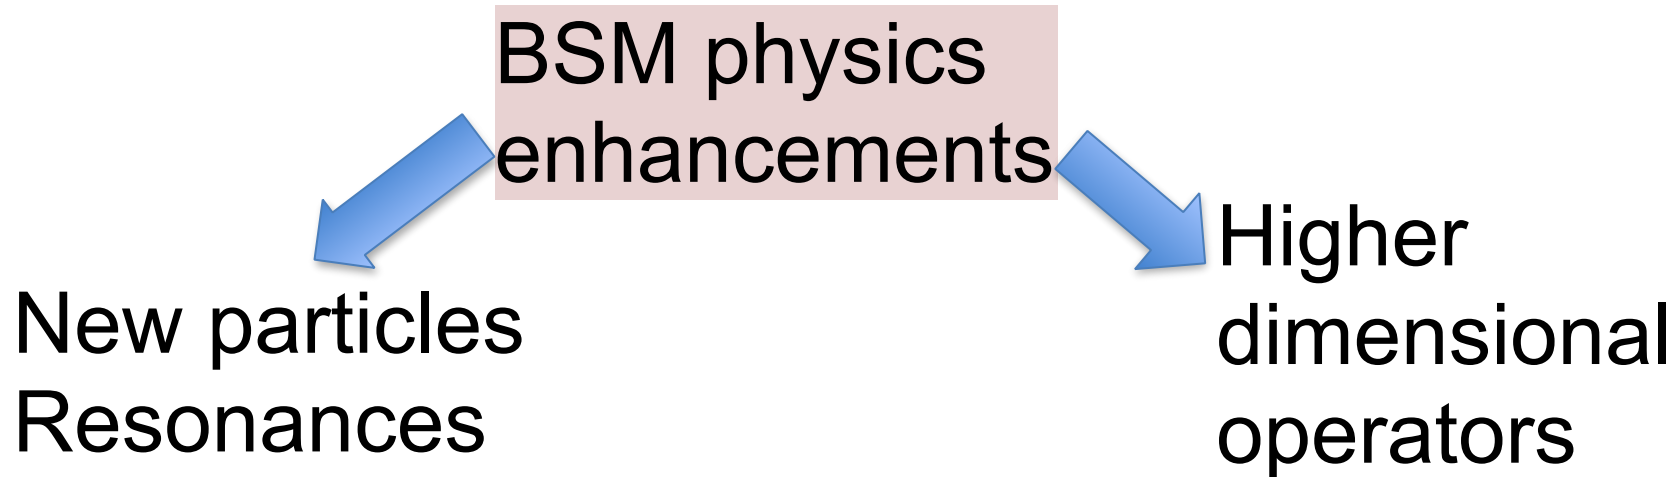 BSM physics
enhancements
New particles
Resonances
Higher
dimensional
operators